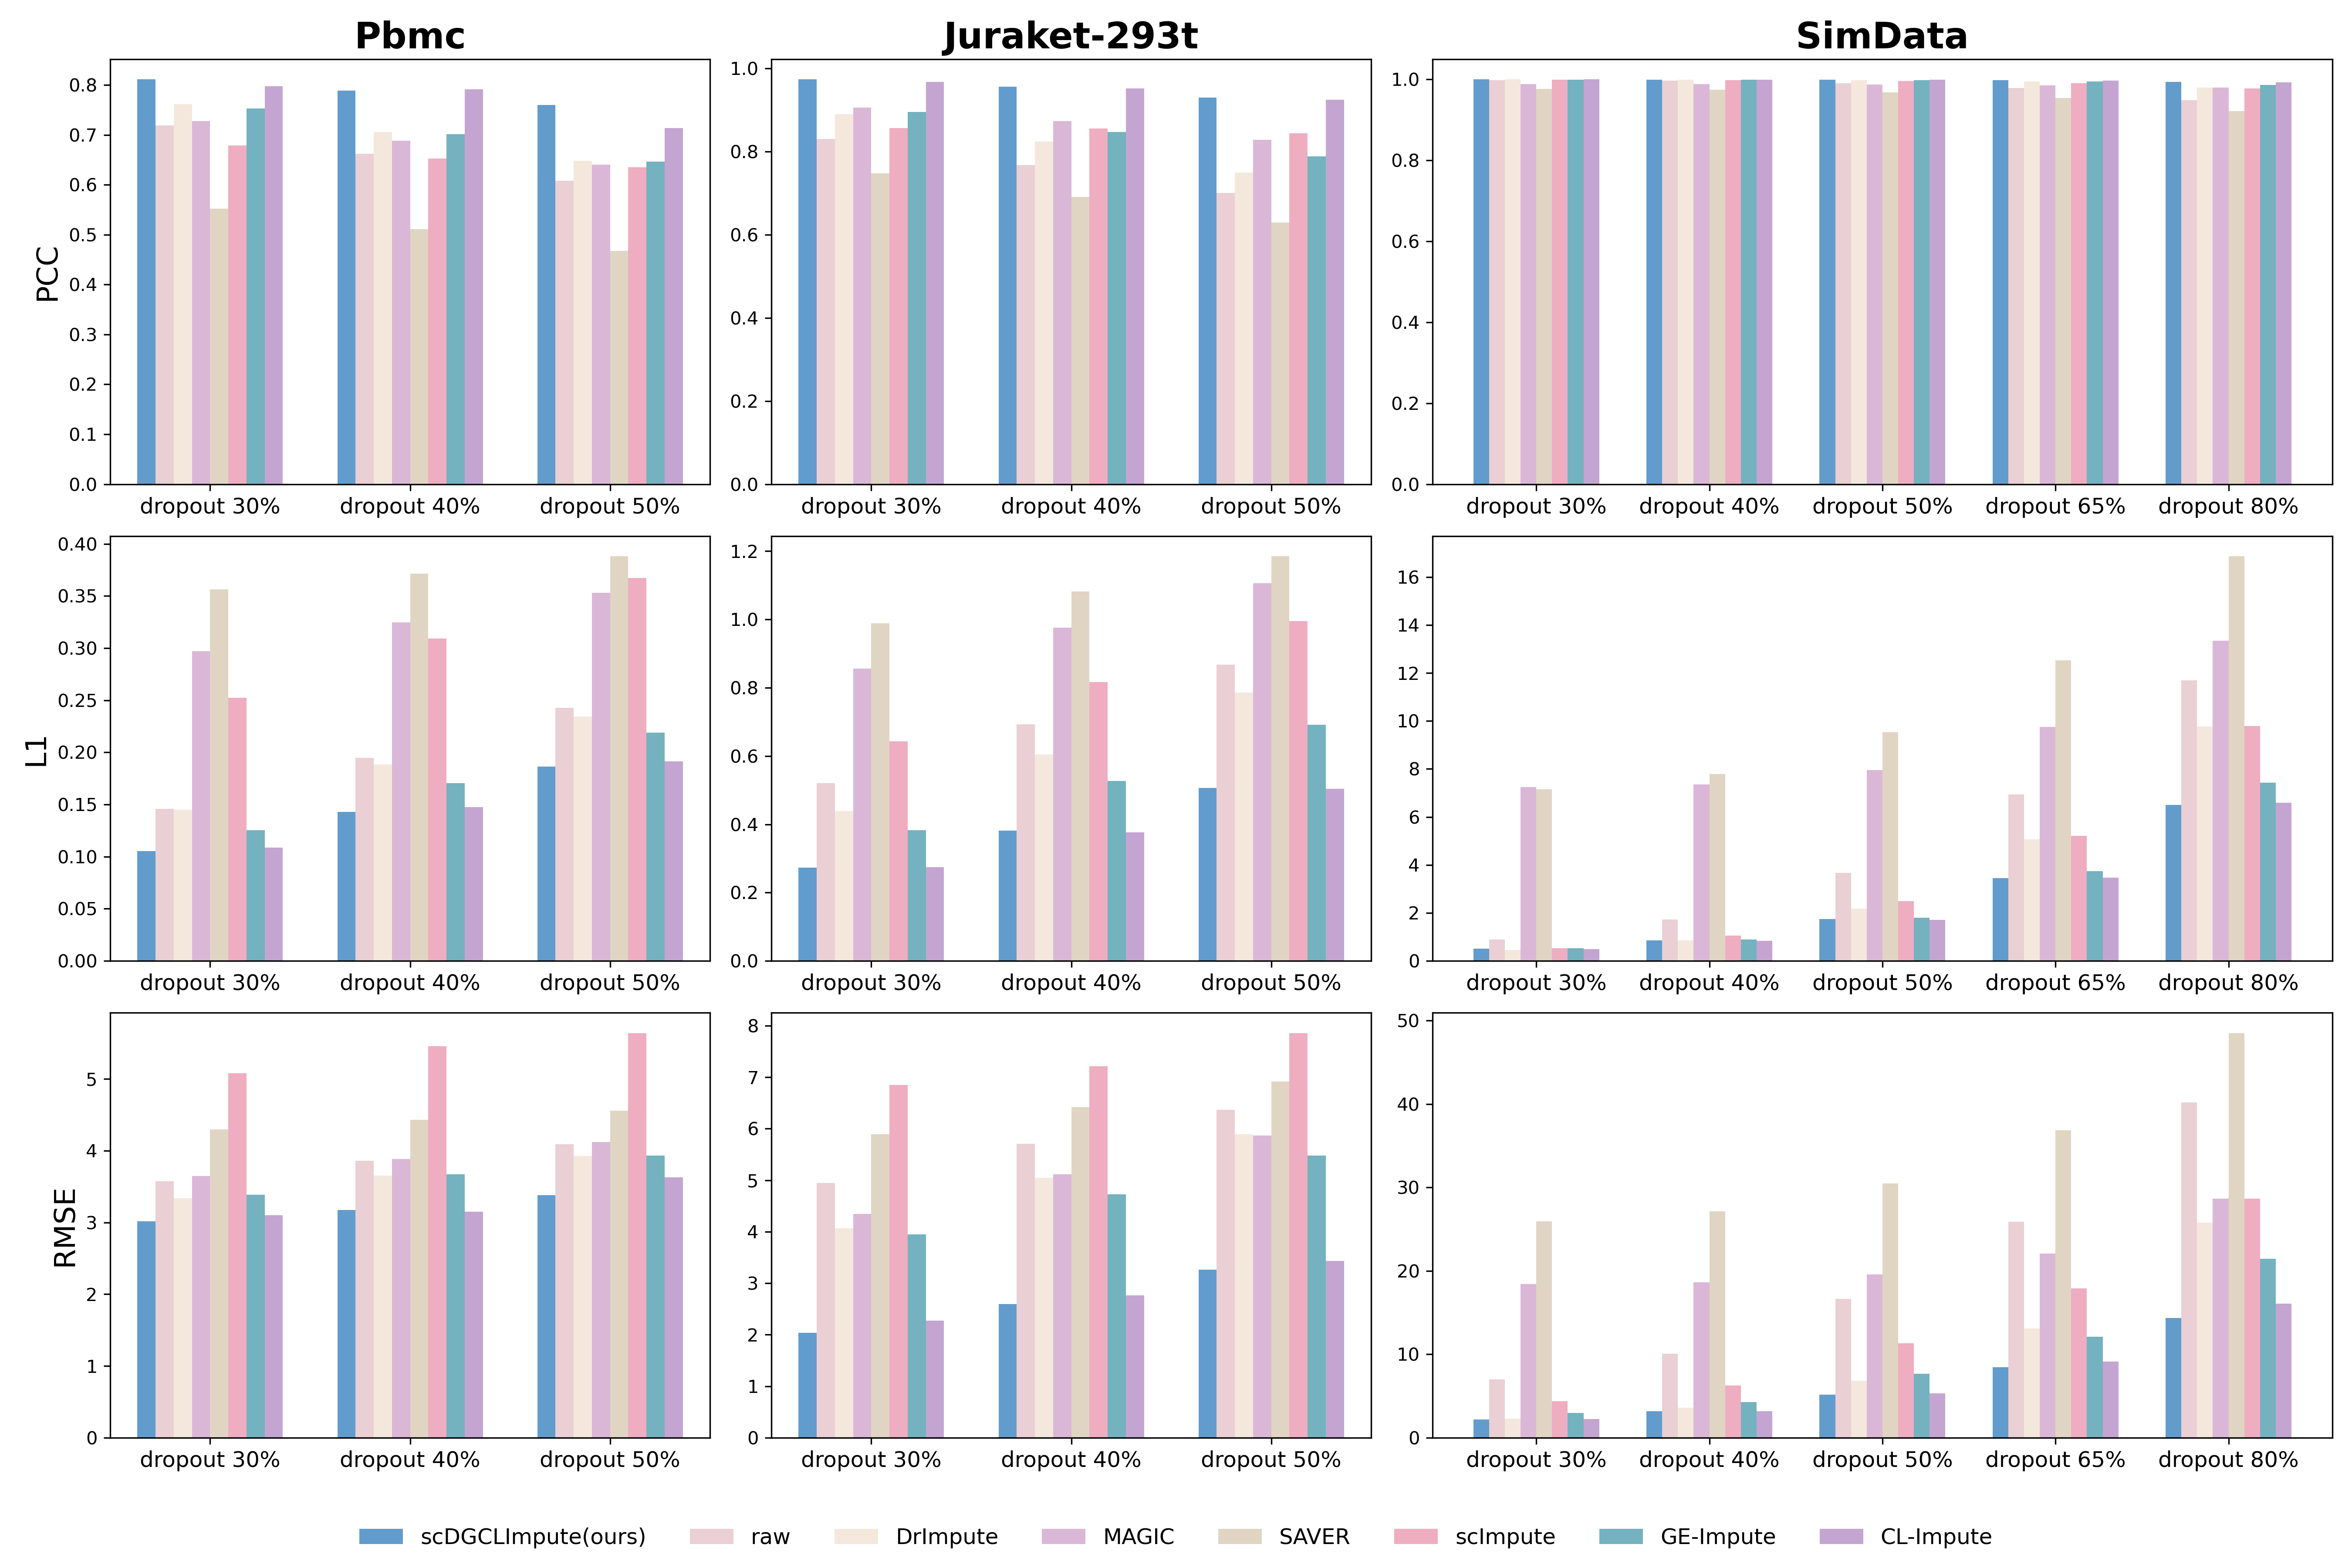 Pbmc
Juraket-293t
SimData
PCC
0.8
0.7
0.6
0.5
0.4
0.3
0.2
0.1
0.0
dropout 30%
dropout 40%
dropout 50%
1.0
0.8
0.6
0.4
0.2
0.0
dropout 30%
dropout 40%
dropout 50%
1.0
0.8
0.6
0.4
0.2
0.0
dropout 30%
dropout 40%
dropout 50%
dropout 65%
dropout 80%
L1
0.40
0.35
0.30
0.25
0.20
0.15
0.10
0.05
0.00
dropout 30%
dropout 40%
dropout 50%
1.2
1.0
0.8
0.6
0.4
0.2
0.0
dropout 30%
dropout 40%
dropout 50%
16
14
12
10
8
6
4
2
0
dropout 30%
dropout 40%
dropout 50%
dropout 65%
dropout 80%
RMSE
5
4
3
2
1
0
dropout 30%
dropout 40%
dropout 50%
8
7
6
5
4
3
2
1
0
dropout 30%
dropout 40%
dropout 50%
50
40
30
20
10
0
dropout 30%
dropout 40%
dropout 50%
dropout 65%
dropout 80%
scDGCLImpute(ours) raw DrImpute MAGIC SAVER scImpute GE-Impute CL-Impute